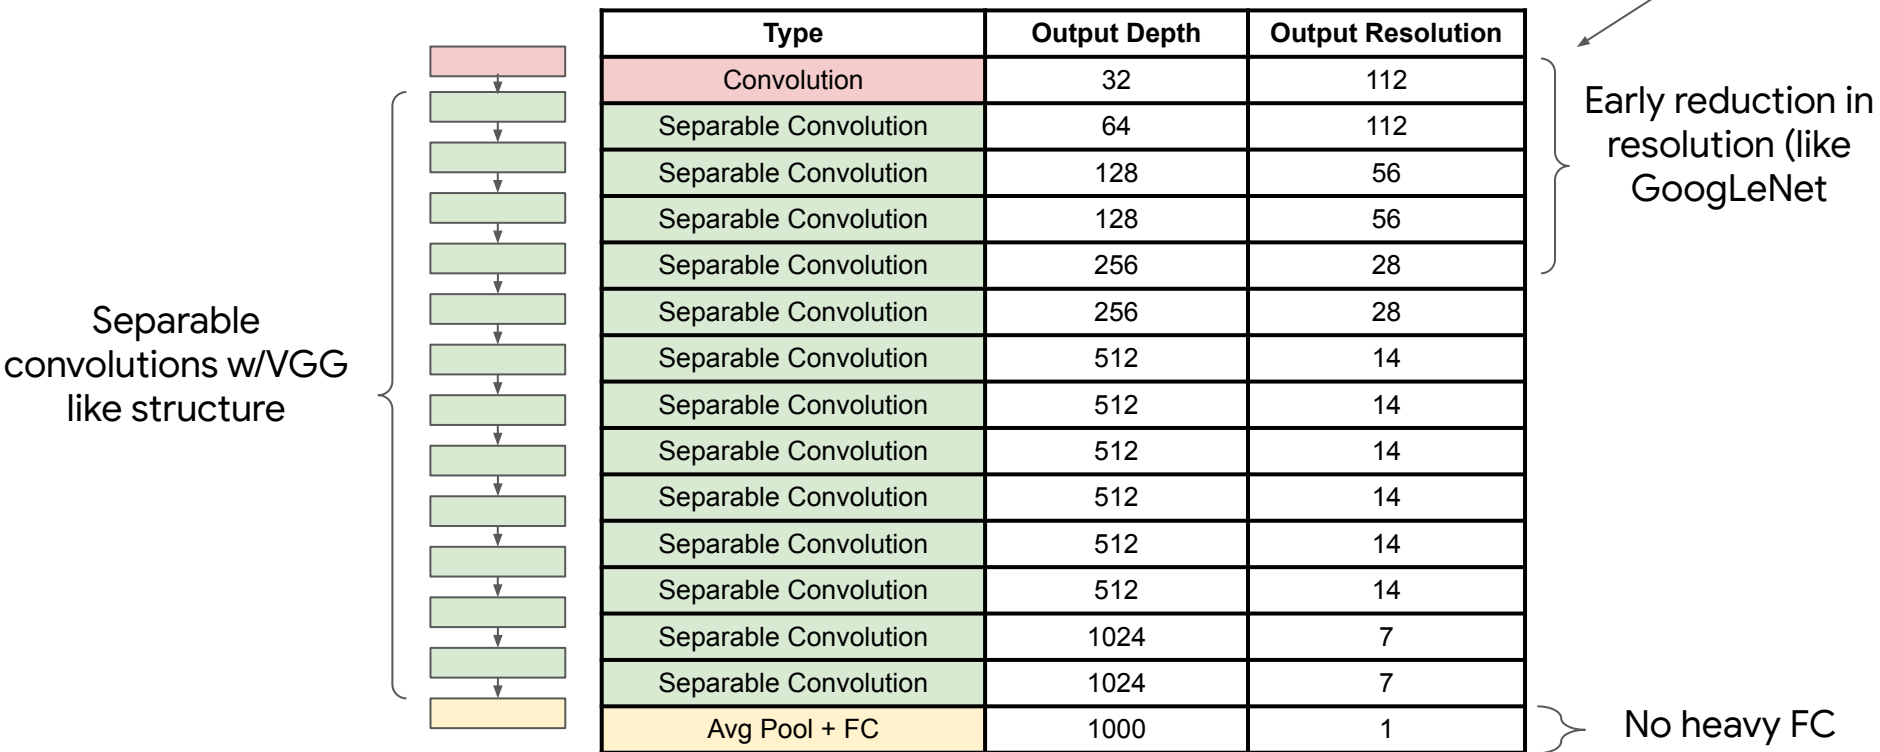 Type Output Depth Output Resolution
Convolution 32 112
Separable Convolution 64 112
Separable Convolution 128 56
Separable Convolution 128 56
Separable Convolution 256 28
Separable Convolution 256 28
Separable Convolution 512 14
Separable Convolution 512 14
Separable Convolution 512 14
Separable Convolution 512 14
Separable Convolution 512 14
Separable Convolution 512 14
Separable Convolution 1024 7
Separable Convolution 1024 7
Avg Pool + FC 1000 1
Separable
convolutions w/VGG
like structure
Early reduction in
resolution (like
GoogLeNet
No heavy FC